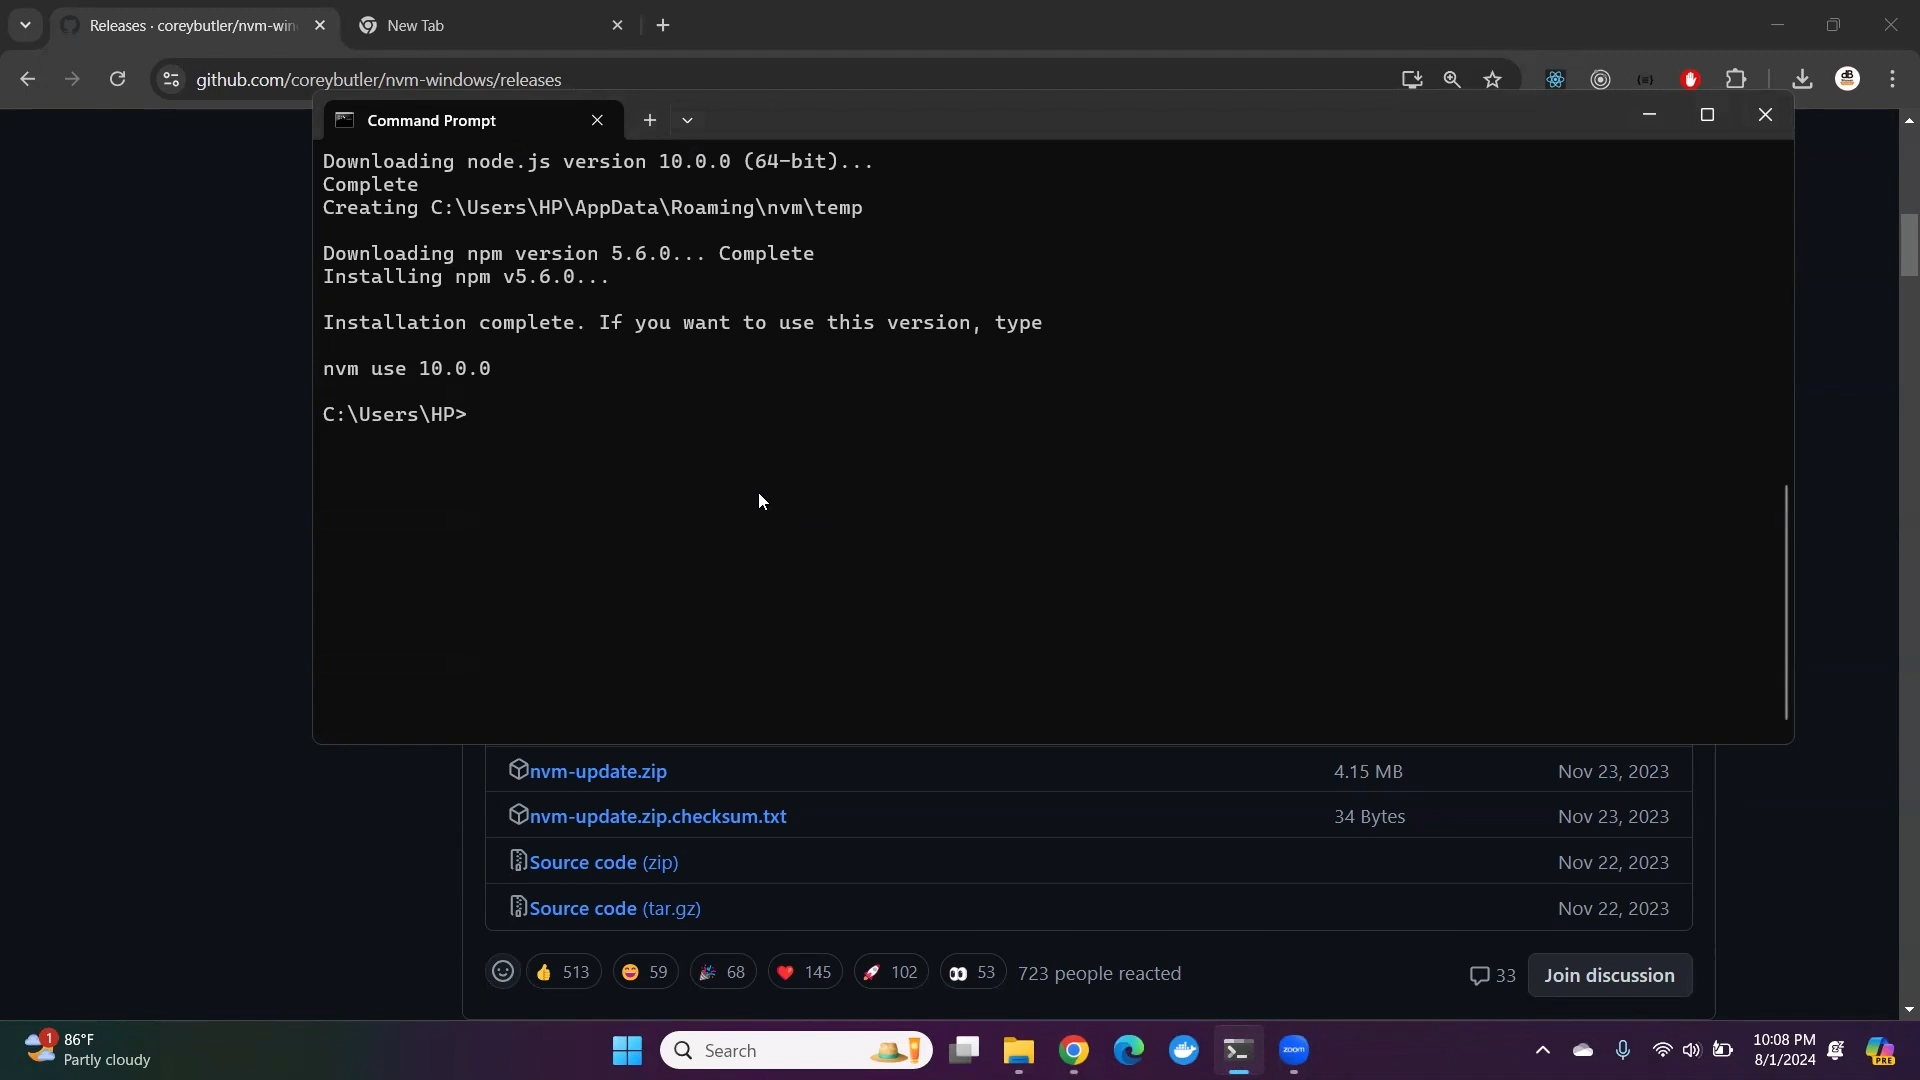 Releases · coreybutler/nvm-win
New Tab
github.com/coreybutler/nvm-windows/releases
Command Prompt
Downloading node.js version 10.0.0 (64-bit)...
Complete
Creating C:\Users\HP\AppData\Roaming\nvm\temp
Downloading npm version 5.6.0... Complete
Installing npm v5.6.0...
Installation complete. If you want to use this version, type
nvm use 10.0.0
C:\Users\HP>
nvm-update.zip 4.15 MB Nov 23, 2023
nvm-update.zip.checksum.txt 34 Bytes Nov 23, 2023
Source code (zip) Nov 22, 2023
Source code (tar.gz) Nov 22, 2023
513 59 68 145 102 53 723 people reacted 33 Join discussion
1 86°F
Partly cloudy
Search
zoom
10:08 PM
8/1/2024
PRE